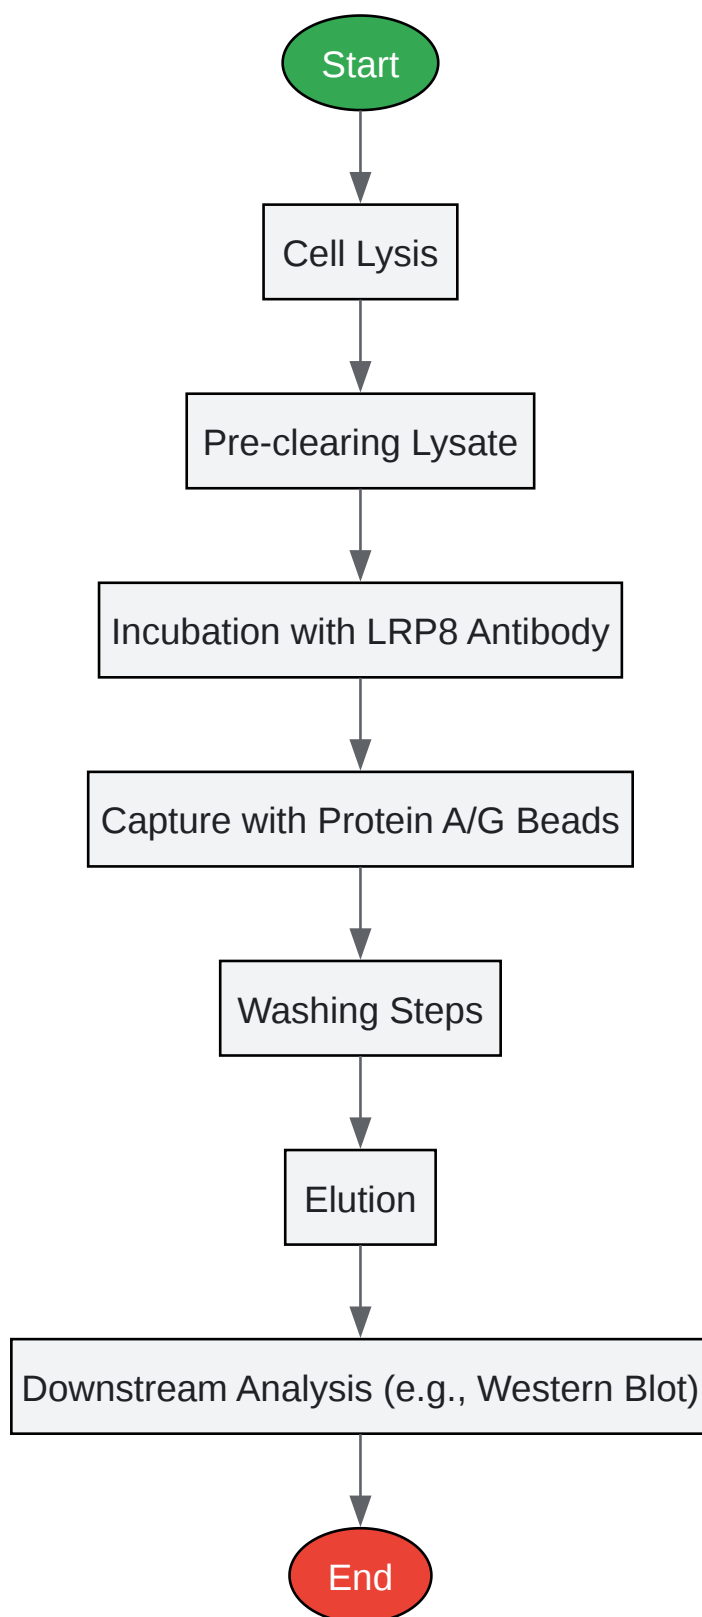 Start
Cell Lysis
Pre-clearing Lysate
Incubation with LRP8 Antibody
Capture with Protein A/G Beads
Washing Steps
Elution
Downstream Analysis (e.g., Western Blot)
End